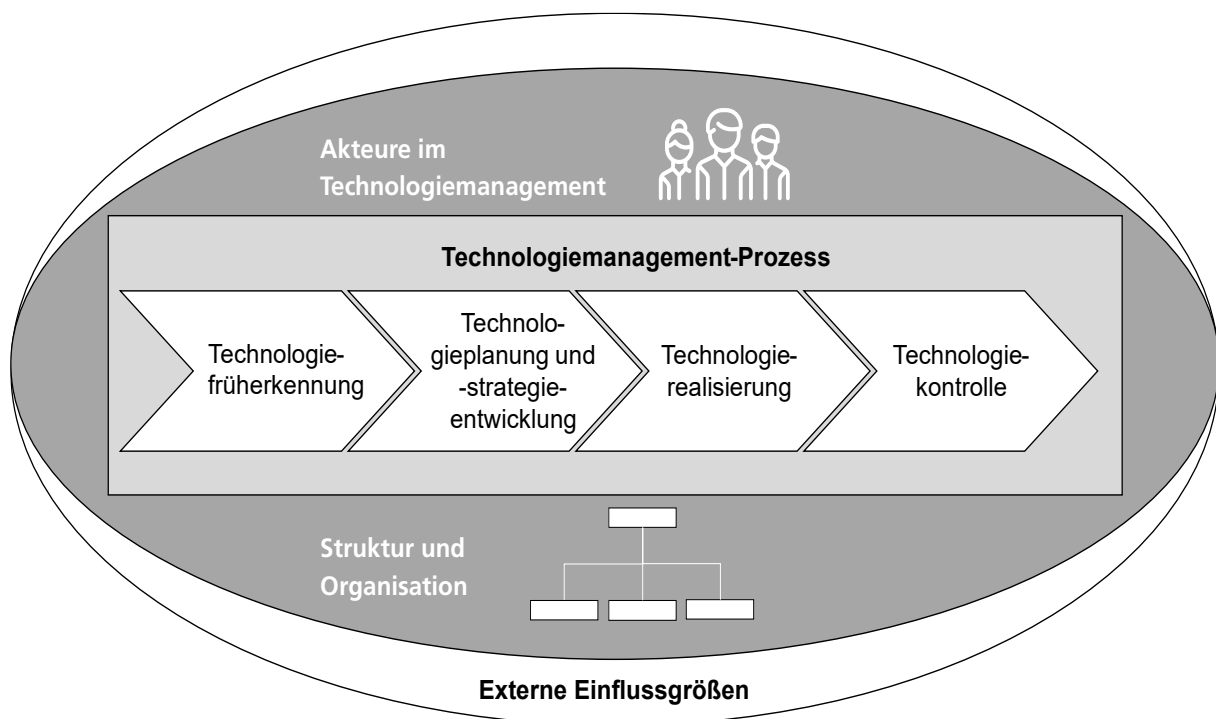 Akteure im
Technologiemanagement
Technologiemanagement-Prozess
Technologie-
früherkennung
Technolo-
gieplanung und
-strategie-
entwicklung
Technologie-
realisierung
Technologie-
kontrolle
Struktur und
Organisation
Externe Einflussgrößen